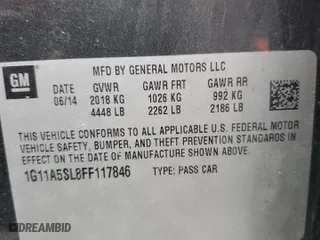 GM
MFD BY GENERAL MOTORS LLC
DATE GVWR GAWR FRT GAWR RR
06/14 2018 KG 1026 KG 992 KG
4448 LB 2262 LB 2186 LB
THIS VEHICLE CONFORMS TO ALL APPLICABLE U.S. FEDERAL MOTOR
VEHICLE SAFETY, BUMPER, AND THEFT PREVENTION STANDARDS IN
EFFECT ON THE DATE OF MANUFACTURE SHOWN ABOVE.
1G11A5SL8FF117846 TYPE: PASS CAR
DREAMBID